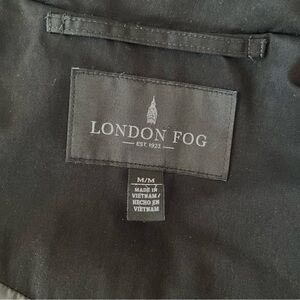 LONDON FOG
EST. 1923
M/M
MADE IN
VIETNAM /
HECHO EN
VIETNAM